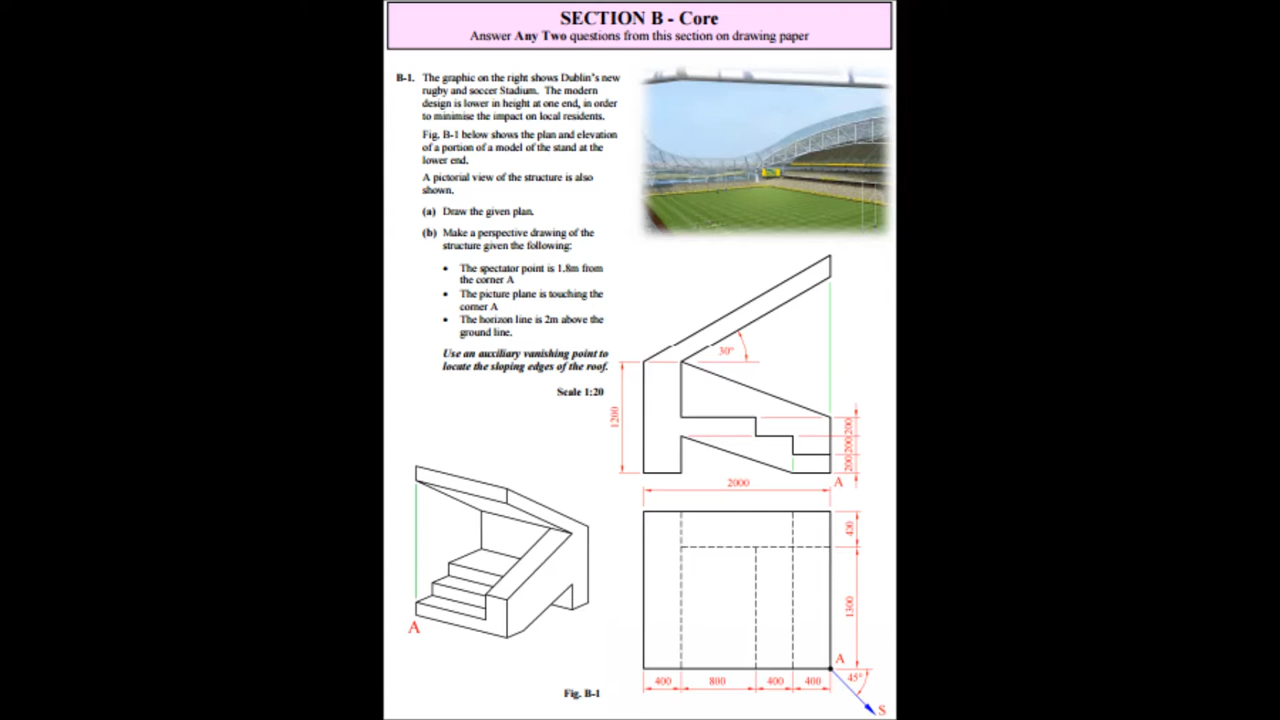 SECTION B - Core
Answer Any Two questions from this section on drawing paper
B-1. The graphic on the right shows Dublin's new
rugby and soccer Stadium. The modern
design is lower in height at one end, in order
to minimise the impact on local residents.
Fig. B-1 below shows the plan and elevation
of a portion of a model of the stand at the
lower end.
A pictorial view of the structure is also
shown.
(a) Draw the given plan.
(b) Make a perspective drawing of the
structure given the following:
• The spectator point is 1.8m from
the corner A
• The picture plane is touching the
corner A
• The horizon line is 2m above the
ground line.
Use an auxiliary vanishing point to
locate the sloping edges of the roof.
Scale 1:20
30°
1200
200
200
200
2000
A
400
1300
A
A
400
800
400
400
45°
S
Fig. B-1